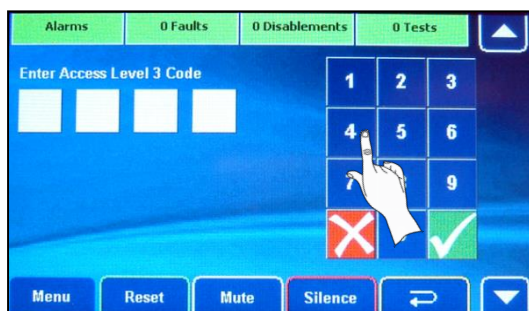 Alarms 0 Faults 0 Disablements 0 Tests
Enter Access Level 3 Code
1 2 3
4 5 6
7 9
Menu Reset Mute Silence